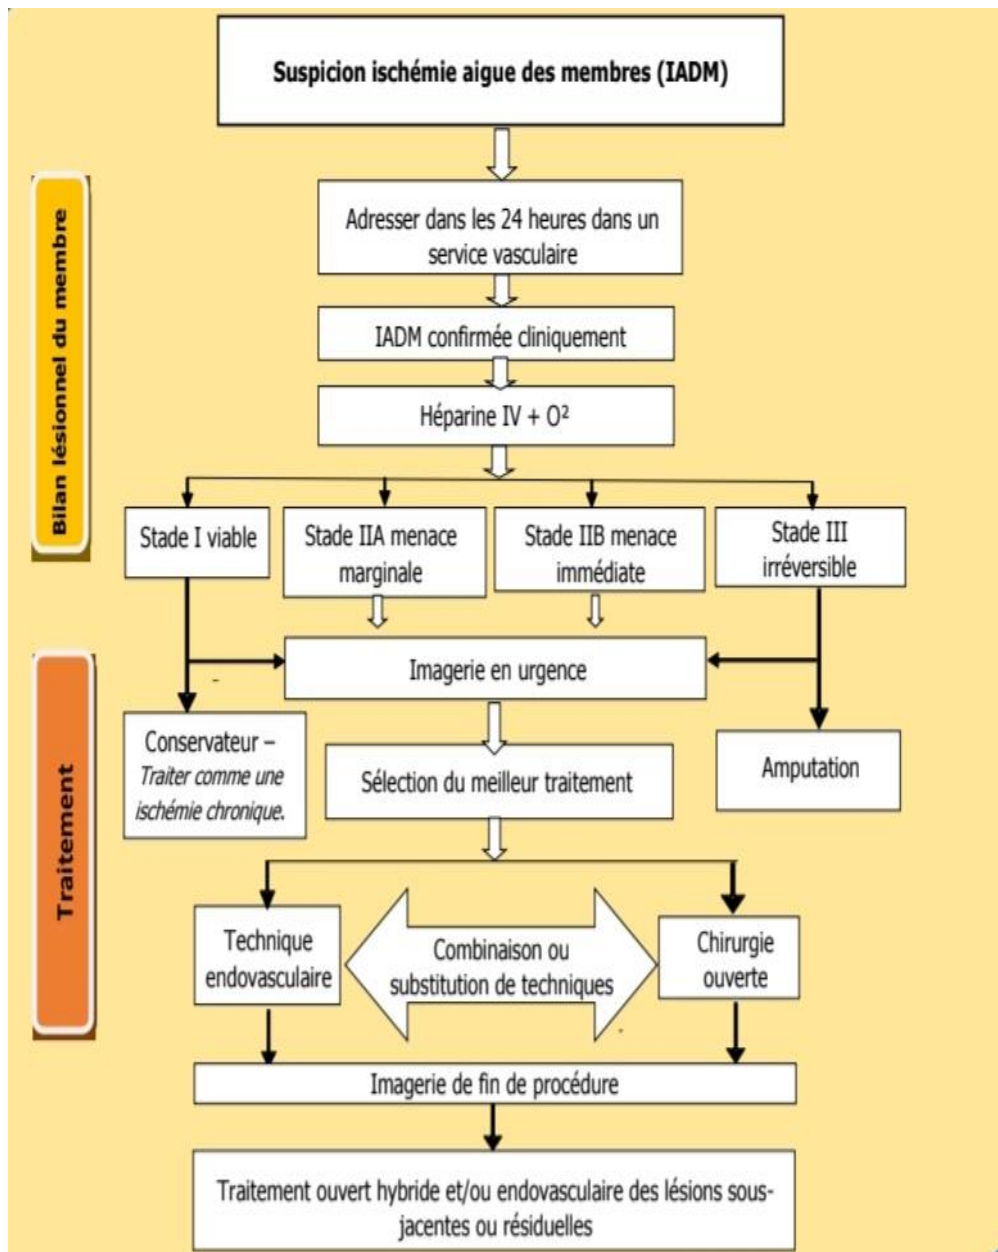 Suspicion ischémie aigue des membres (IADM)
Bilan lésionnel du membre
Adresser dans les 24 heures dans un
service vasculaire
IADM confirmée cliniquement
Héparine IV + O²
Stade I viable
Stade IIA menace
marginale
Stade IIB menace
immédiate
Stade III
irréversible
Traitement
Imagerie en urgence
Conservateur –
Traiter comme une
ischémie chronique.
Sélection du meilleur traitement
Amputation
Technique
endovasculaire
Combinaison ou
substitution de techniques
Chirurgie
ouverte
Imagerie de fin de procédure
Traitement ouvert hybride et/ou endovasculaire des lésions sous-
jacentes ou résiduelles